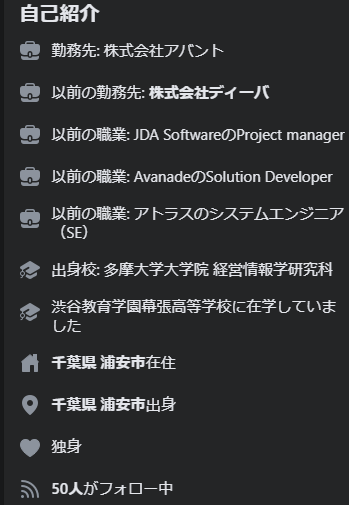 自己紹介
勤務先: 株式会社アバント
以前の勤務先: 株式会社ディーバ
以前の職業: JDA SoftwareのProject manager
以前の職業: AvanadeのSolution Developer
以前の職業: アトラスのシステムエンジニア
（SE）
出身校: 多摩大学大学院 経営情報学研究科
渋谷教育学園幕張高等学校に在学していま
した
千葉県 浦安市在住
千葉県 浦安市出身
独身
50人がフォロー中